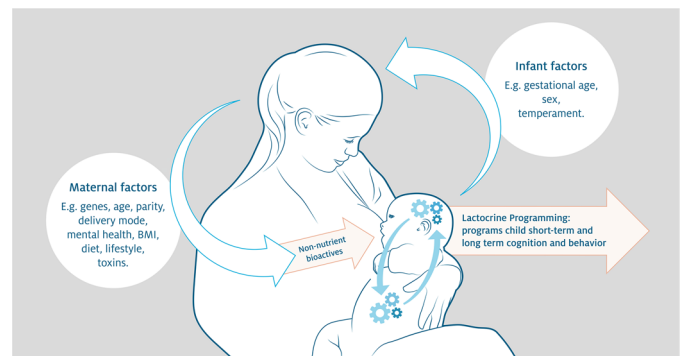 Infant factors
E.g. gestational age,
sex,
temperament.
Maternal factors
E.g. genes, age, parity,
delivery mode,
mental health, BMI,
diet, lifestyle,
toxins.
Non-nutrient
bioactives
Lactocrine Programming:
programs child short-term and
long term cognition and behavior